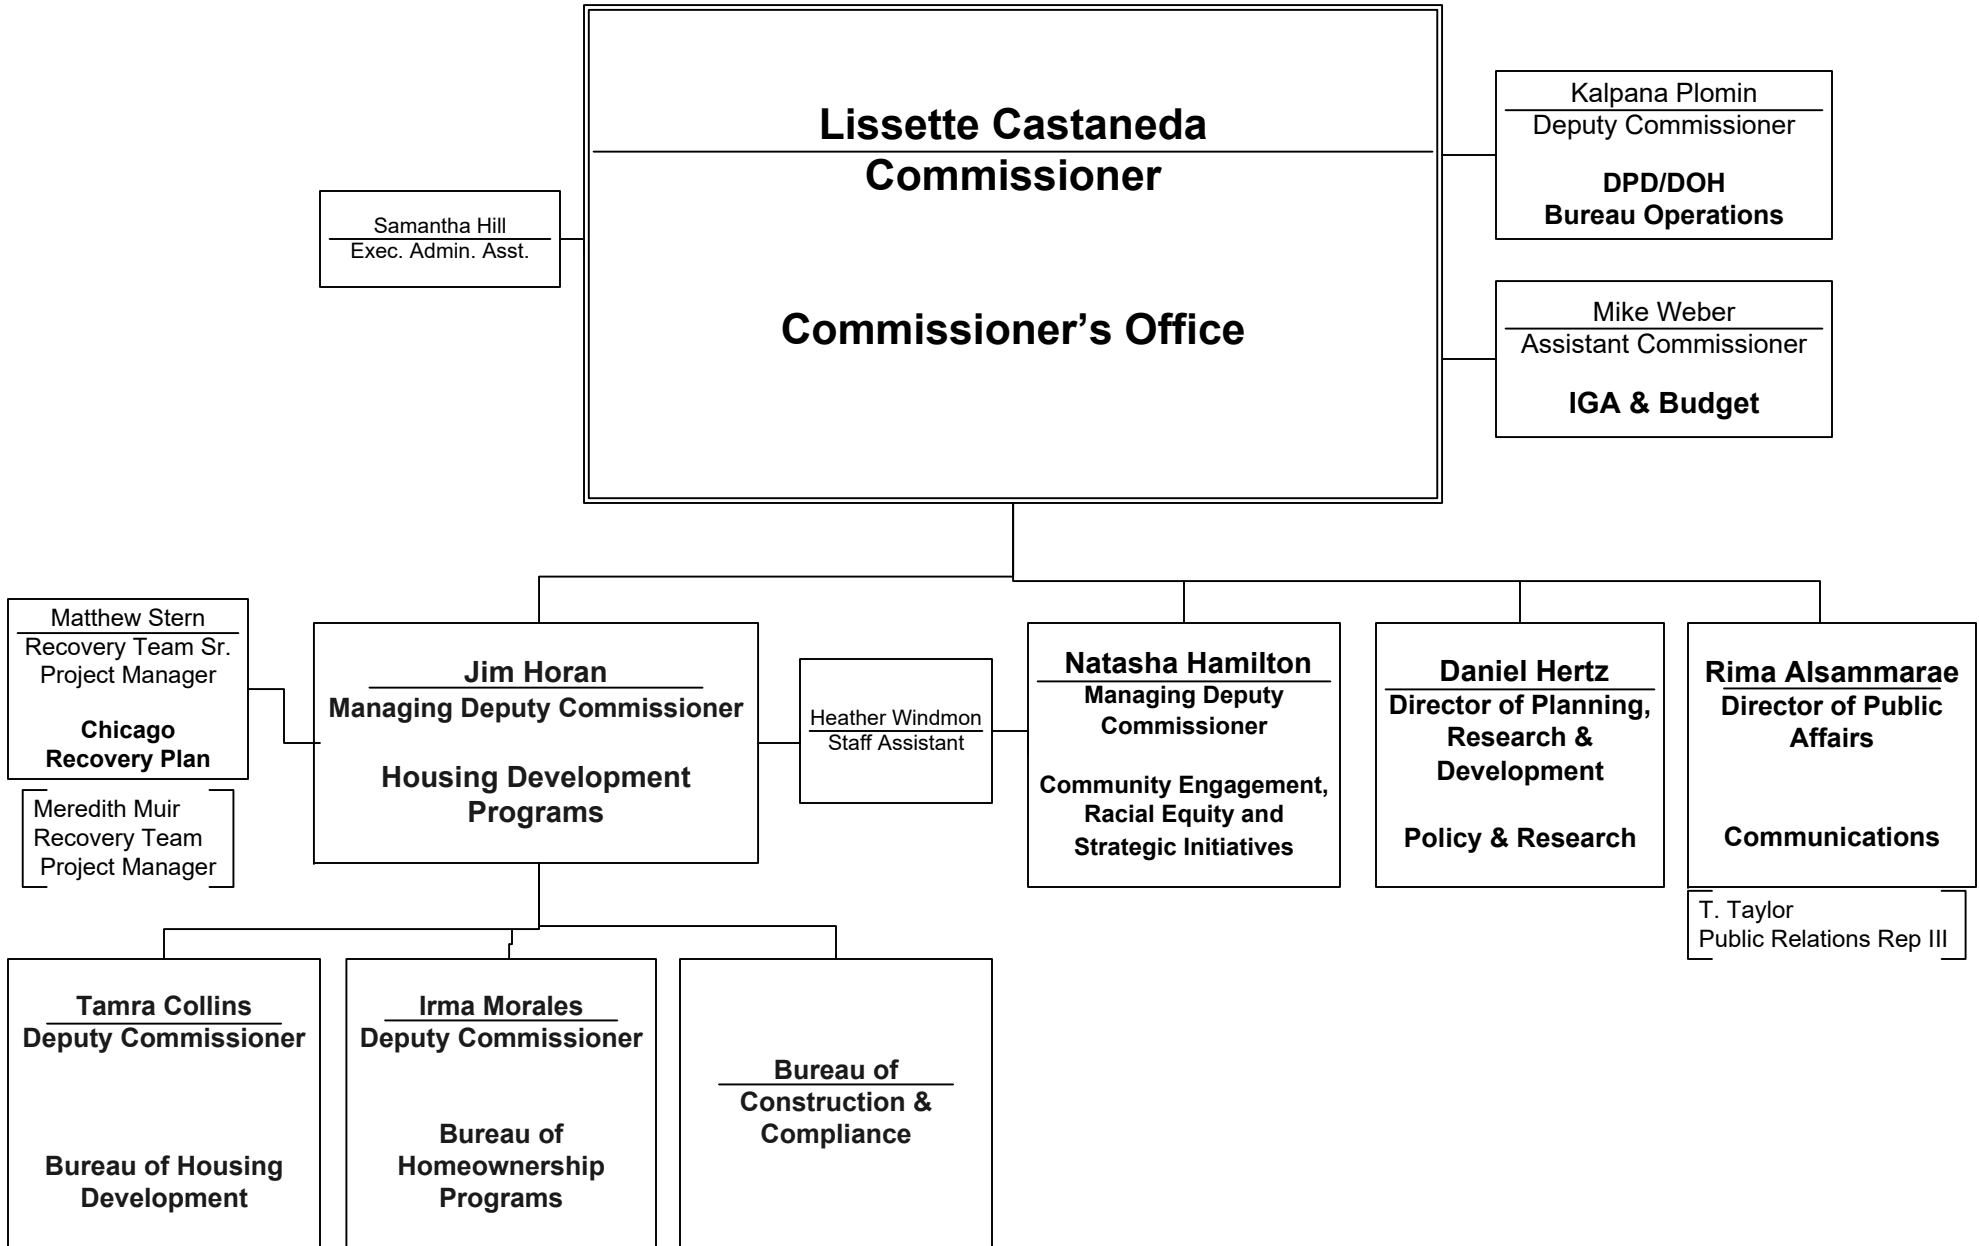 Lissette Castaneda
Commissioner
Commissioner’s Office
Kalpana Plomin
Deputy Commissioner
DPD/DOH
Bureau Operations
Samantha Hill
Exec. Admin. Asst.
Mike Weber
Assistant Commissioner
IGA & Budget
Matthew Stern
Recovery Team Sr.
Project Manager
Chicago
Recovery Plan
Meredith Muir
Recovery Team
Project Manager
Jim Horan
Managing Deputy Commissioner
Housing Development
Programs
Heather Windmon
Staff Assistant
Natasha Hamilton
Managing Deputy
Commissioner
Community Engagement,
Racial Equity and
Strategic Initiatives
Daniel Hertz
Director of Planning,
Research &
Development
Policy & Research
Rima Alsammarae
Director of Public
Affairs
Communications
T. Taylor
Public Relations Rep III
Tamra Collins
Deputy Commissioner
Bureau of Housing
Development
Irma Morales
Deputy Commissioner
Bureau of
Homeownership
Programs
Bureau of
Construction &
Compliance